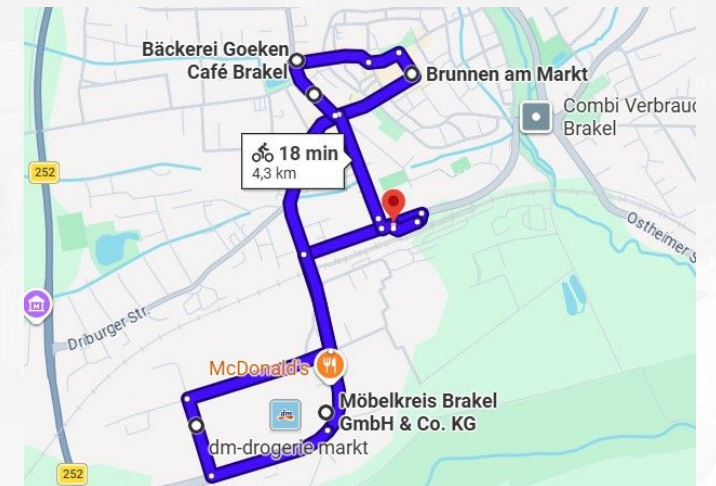 Bäckerei Goeken
Café Brakel
Brunnen am Markt
Combi Verbrauc
Brakel
18 min
4,3 km
252
Ostheimer S
Driburger Str.
McDonald's
Möbelkreis Brakel
GmbH & Co. KG
dm
dm-drogerie markt
252